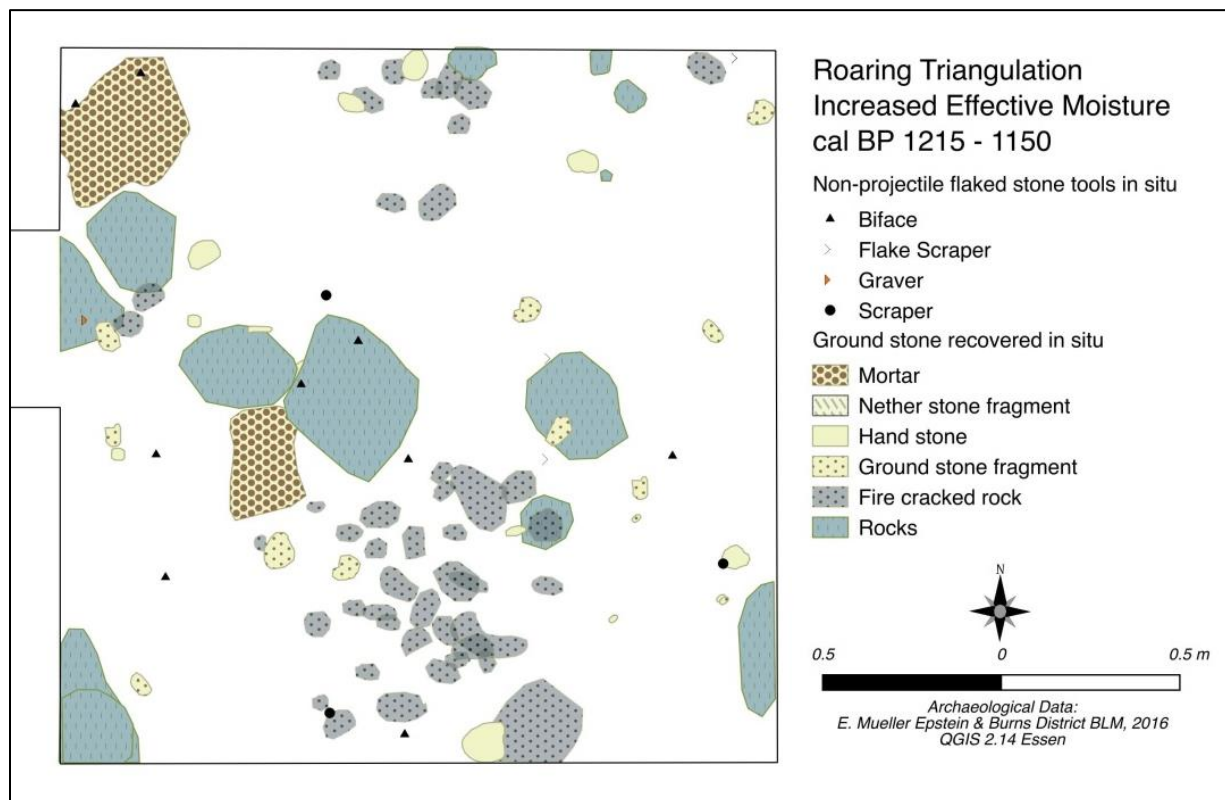 Roaring Triangulation
Increased Effective Moisture
cal BP 1215 - 1150
Non-projectile flaked stone tools in situ
Biface
Flake Scraper
Graver
Scraper
Ground stone recovered in situ
Mortar
Nether stone fragment
Hand stone
Ground stone fragment
Fire cracked rock
Rocks
N
0.5 0 0.5 m
Archaeological Data:
E. Mueller Epstein & Burns District BLM, 2016
QGIS 2.14 Essen